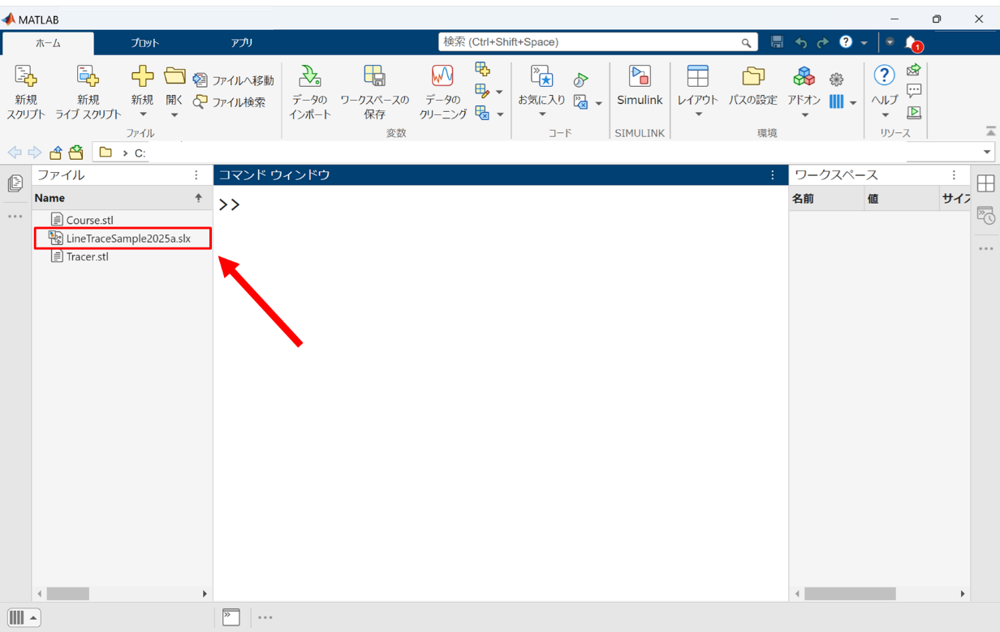 MATLAB
ホーム プロット アプリ 検索 (Ctrl+Shift+Space) ? 1
新規 スクリプト
新規 ライブ スクリプト
新規
開く
ファイルへ移動
ファイル検索
ファイル
データの インポート
ワークスペースの 保存
データの クリーニング
変数
お気に入り
コード
Simulink
SIMULINK
レイアウト
パスの設定
アドオン
環境
? ヘルプ
リソース
C:
ファイル
Name
Course.stl
LineTraceSample2025a.slx
Tracer.stl
コマンド ウィンドウ
>>
ワークスペース
名前 値 サイズ